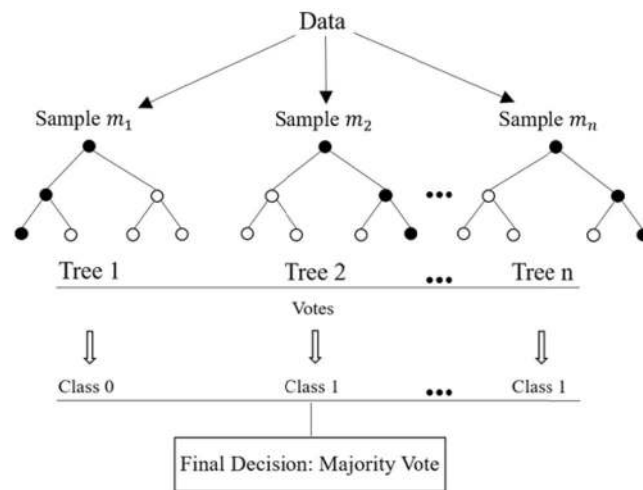 Data
Sample m₁ Sample m₂ Sample mₙ
Tree 1 Tree 2 ••• Tree n
Votes
Class 0 Class 1 ••• Class 1
Final Decision: Majority Vote